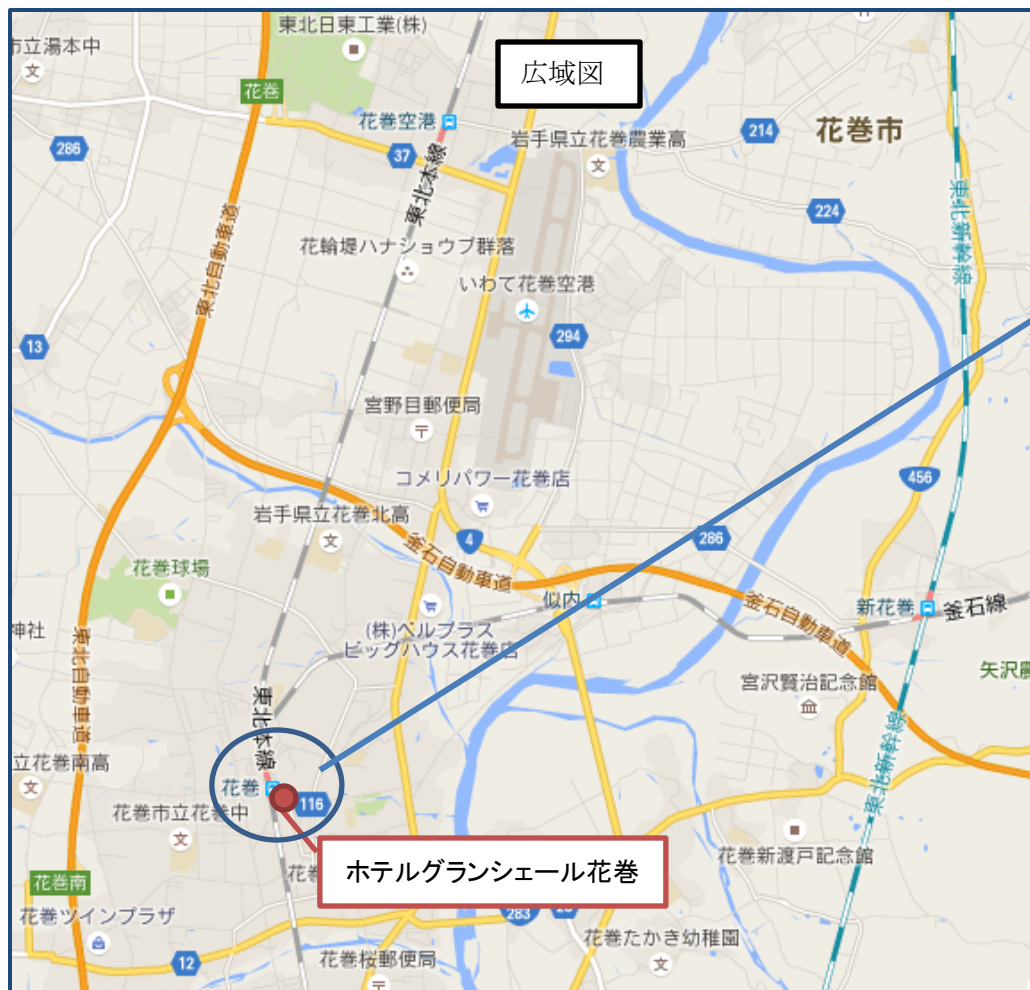 東北日東工業(株)
市立湯本中
広域図
花巻
花巻空港
214
花巻市
286
37
岩手県立花巻農業高
東北本線
東北新幹線
224
東北自動車道
花輪堤ハナショウブ群落
いわて花巻空港
13
294
宮野目郵便局
コメリパワー花巻店
456
岩手県立花巻北高
4
286
釜石自動車道
花巻球場
似内
釜石自動車道
新花巻
釜石線
神社
(株)ベルプラス
ビッグハウス花巻店
矢沢農
東北自動車道
宮沢賢治記念館
東北本線
東北新幹線
立花巻南高
花巻
116
花巻市立花巻中
花巻新渡戸記念館
ホテルグランシェール花巻
花巻
花巻南
花巻ツインプラザ
283
花巻たかき幼稚園
12
花巻桜郵便局